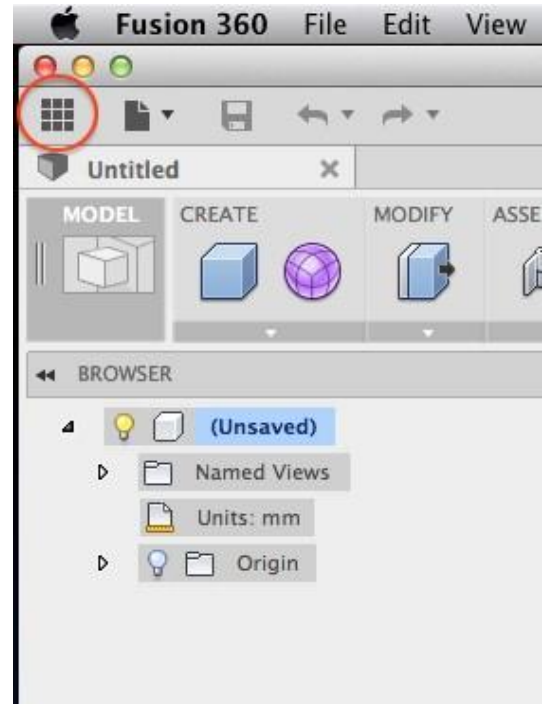 Fusion 360 File Edit View
Untitled
MODEL CREATE MODIFY ASSE
BROWSER
(Unsaved)
Named Views
Units: mm
Origin